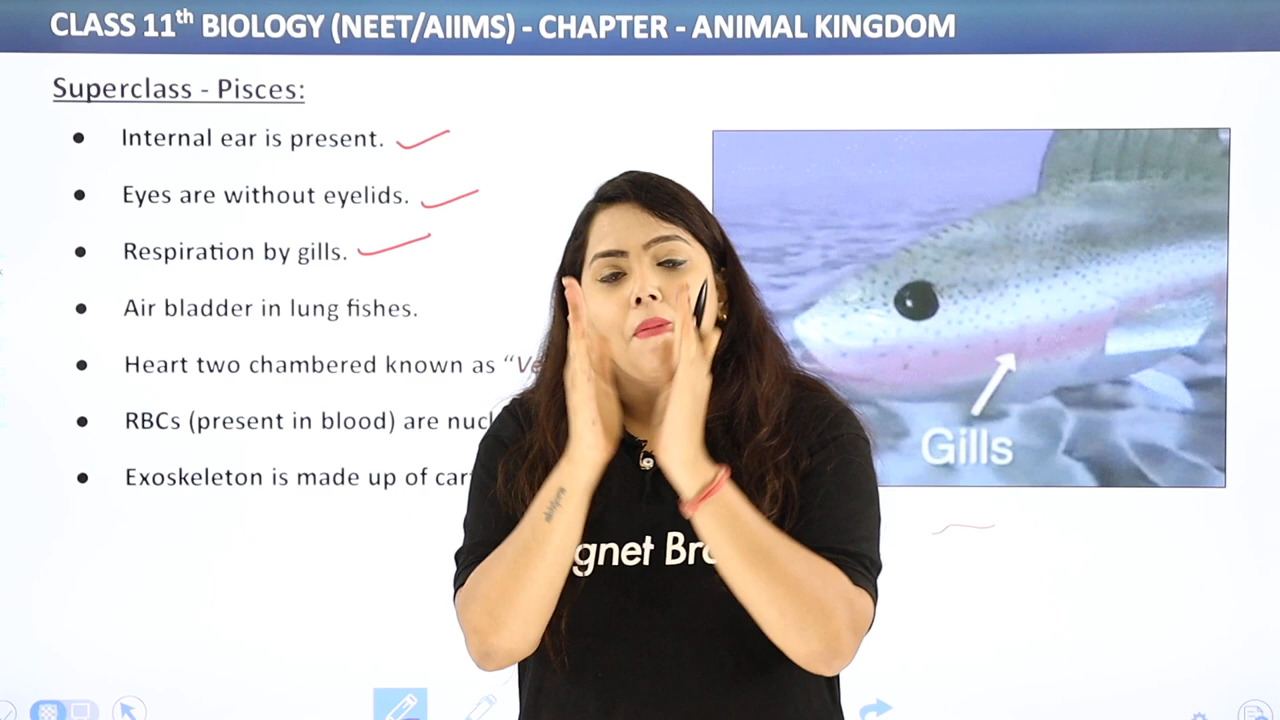 CLASS 11th BIOLOGY (NEET/AIIMS) - CHAPTER - ANIMAL KINGDOM
Superclass - Pisces:
Internal ear is present.
Eyes are without eyelids.
Respiration by gills.
Air bladder in lung fishes.
Heart two chambered known as “Ve
RBCs (present in blood) are nucl
Exoskeleton is made up of car
Gills
gnet Br